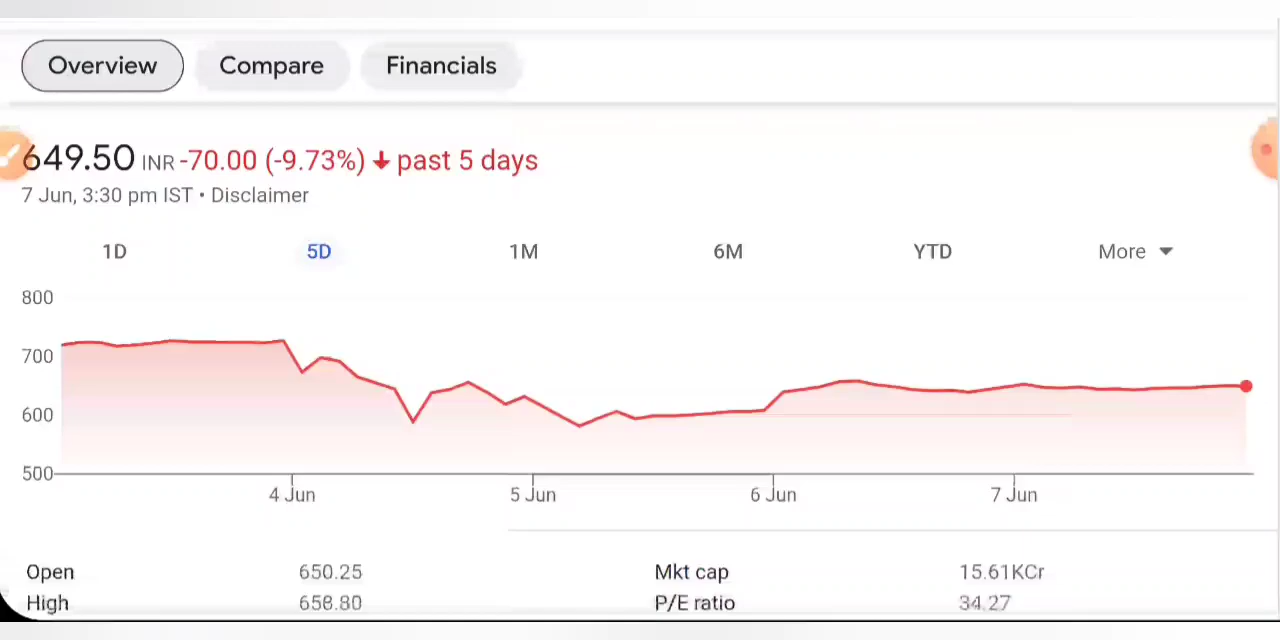 Overview Compare Financials
649.50 INR -70.00 (-9.73%) ↓ past 5 days
7 Jun, 3:30 pm IST • Disclaimer
1D 5D 1M 6M YTD More
800
700
600
500
4 Jun 5 Jun 6 Jun 7 Jun
Open 650.25 Mkt cap 15.61KCr
High 658.80 P/E ratio 34.27